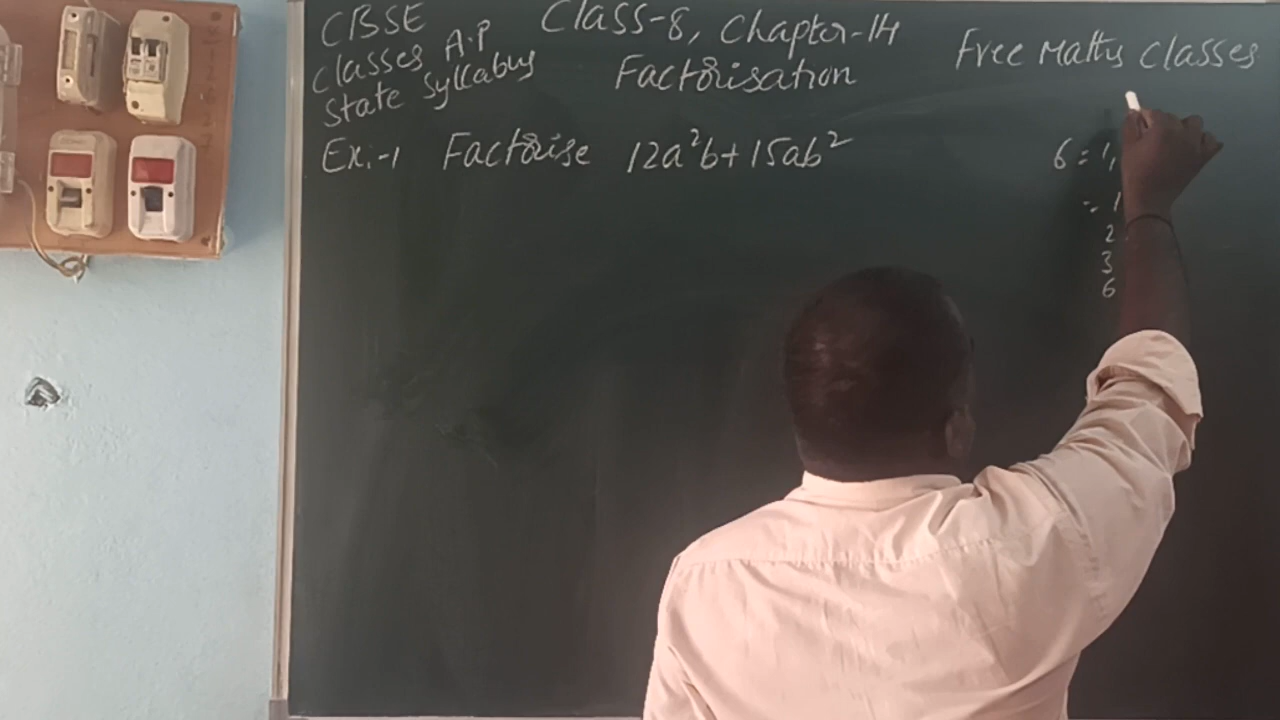 CBSE
classes A.P
State Syllabus
Class-8, Chapter-14
Factorisation
Free Maths Classes
Ex:-1 Factorise 12a²b+15ab²
6 = 1,
= 1
2
3
6